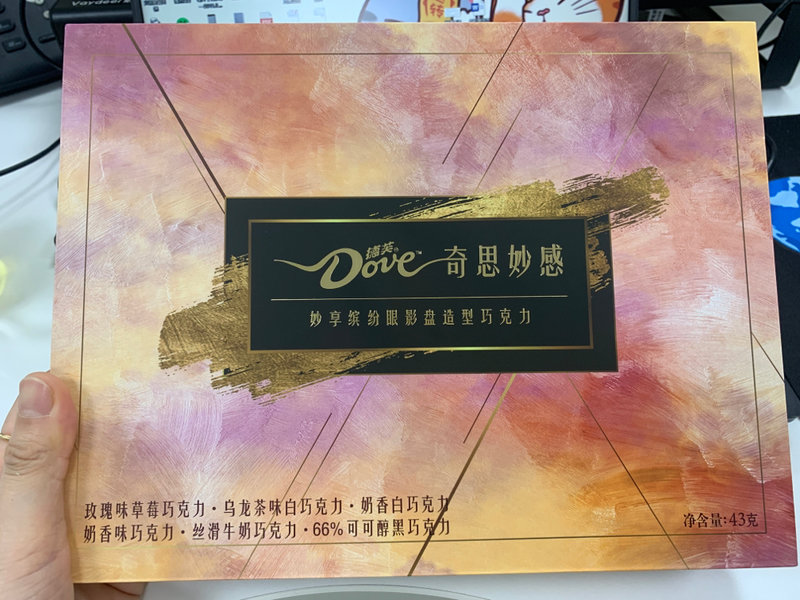 Voyager
转
德芙®
Dove™ 奇思妙感
妙享缤纷眼影盘造型巧克力
玫瑰味草莓巧克力·乌龙茶味白巧克力·奶香白巧克力
奶香味巧克力·丝滑牛奶巧克力·66%可可醇黑巧克力
净含量:43克